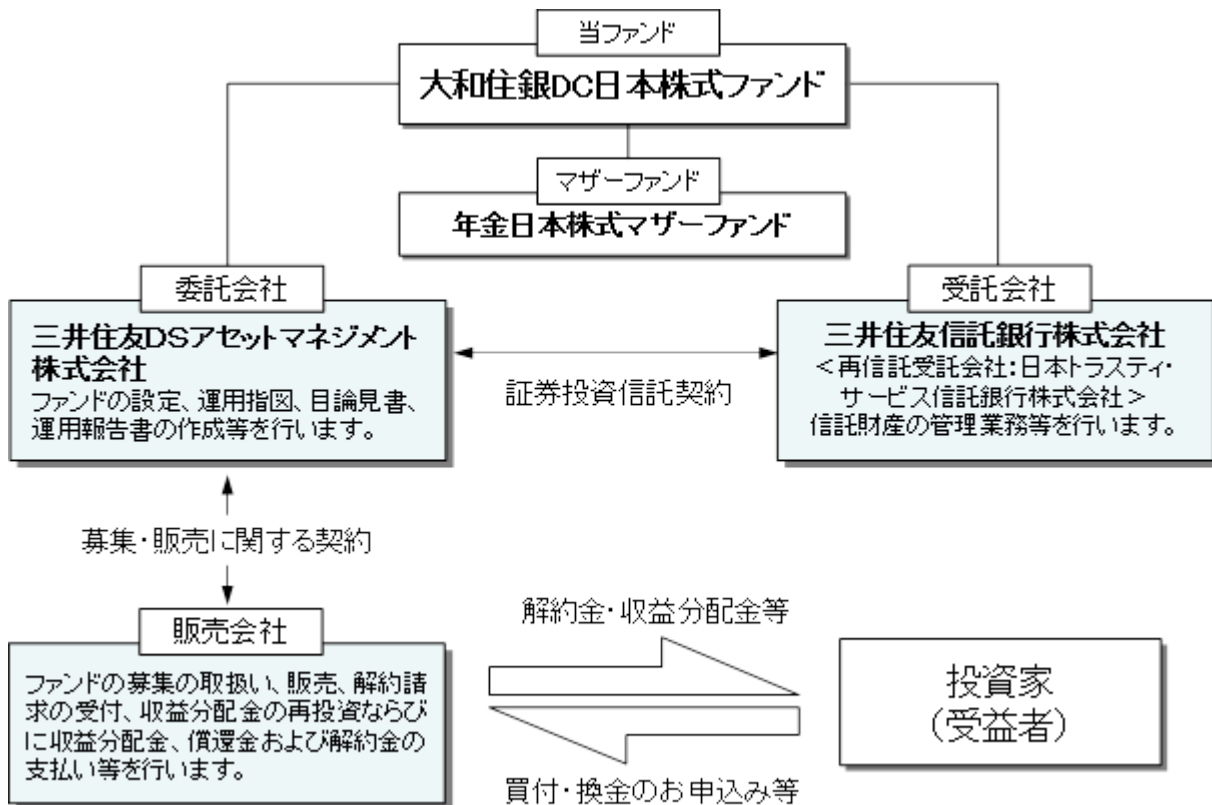 当ファンド
大和住銀DC日本株式ファンド
マザーファンド
年金日本株式マザーファンド
委託会社
三井住友DSアセットマネジメント
株式会社
ファンドの設定、運用指図、目論見書、
運用報告書の作成等を行います。
証券投資信託契約
受託会社
三井住友信託銀行株式会社
＜再信託受託会社：日本トラスティ・
サービス信託銀行株式会社＞
信託財産の管理業務等を行います。
募集・販売に関する契約
販売会社
ファンドの募集の取扱い、販売、解約請
求の受付、収益分配金の再投資ならび
に収益分配金、償還金および解約金の
支払い等を行います。
解約金・収益分配金等
買付・換金のお申込み等
投資家
（受益者）